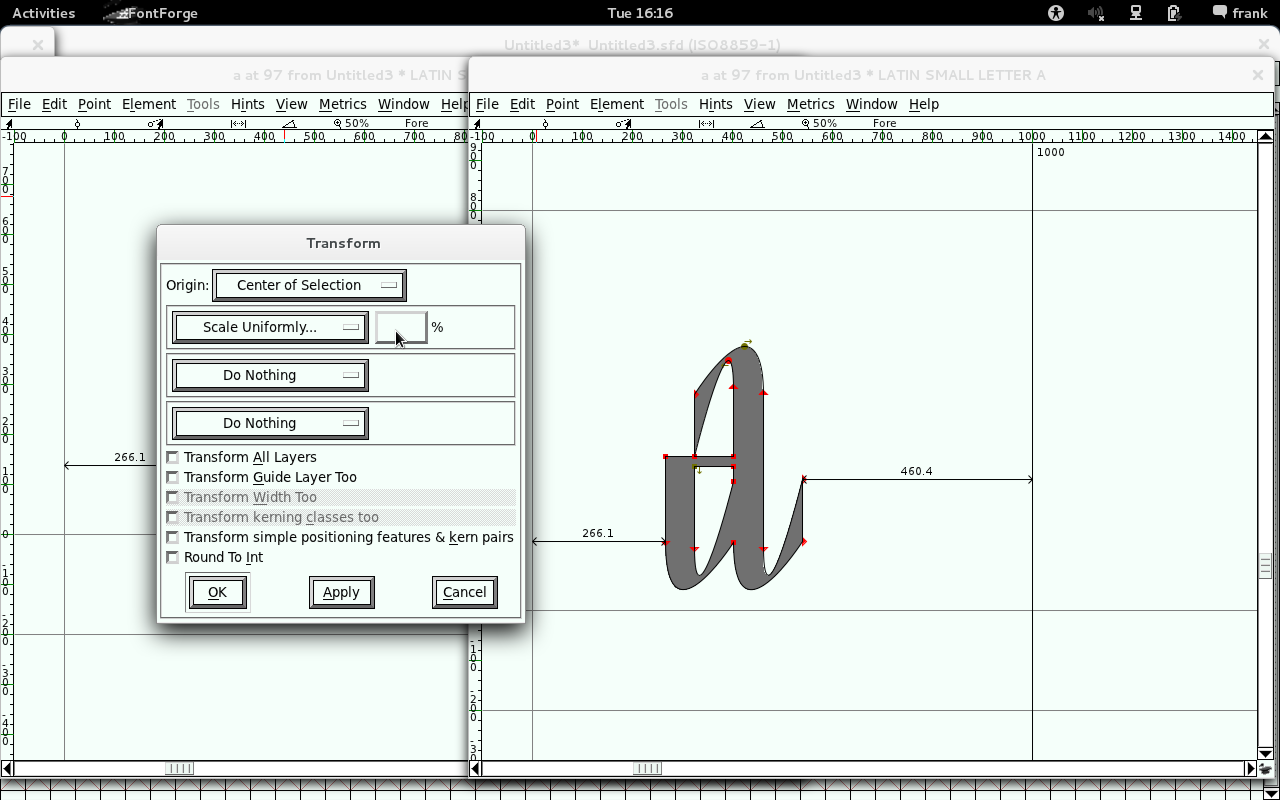 Activities FontForge Tue 16:16 frank
Untitled3* Untitled3.sfd (ISO8859-1)
a at 97 from Untitled3 * LATIN S
a at 97 from Untitled3 * LATIN SMALL LETTER A
File Edit Point Element Tools Hints View Metrics Window Help
File Edit Point Element Tools Hints View Metrics Window Help
50% Fore
50% Fore
-100 0 100 200 300 400 500 600 700 80
-100 0 100 200 300 400 500 600 700 800 900 1000 1100 1200 1300 1400
1000
Transform
Origin: Center of Selection
Scale Uniformly... %
Do Nothing
Do Nothing
Transform All Layers
Transform Guide Layer Too
Transform Width Too
Transform kerning classes too
Transform simple positioning features & kern pairs
Round To Int
OK Apply Cancel
266.1
460.4
266.1